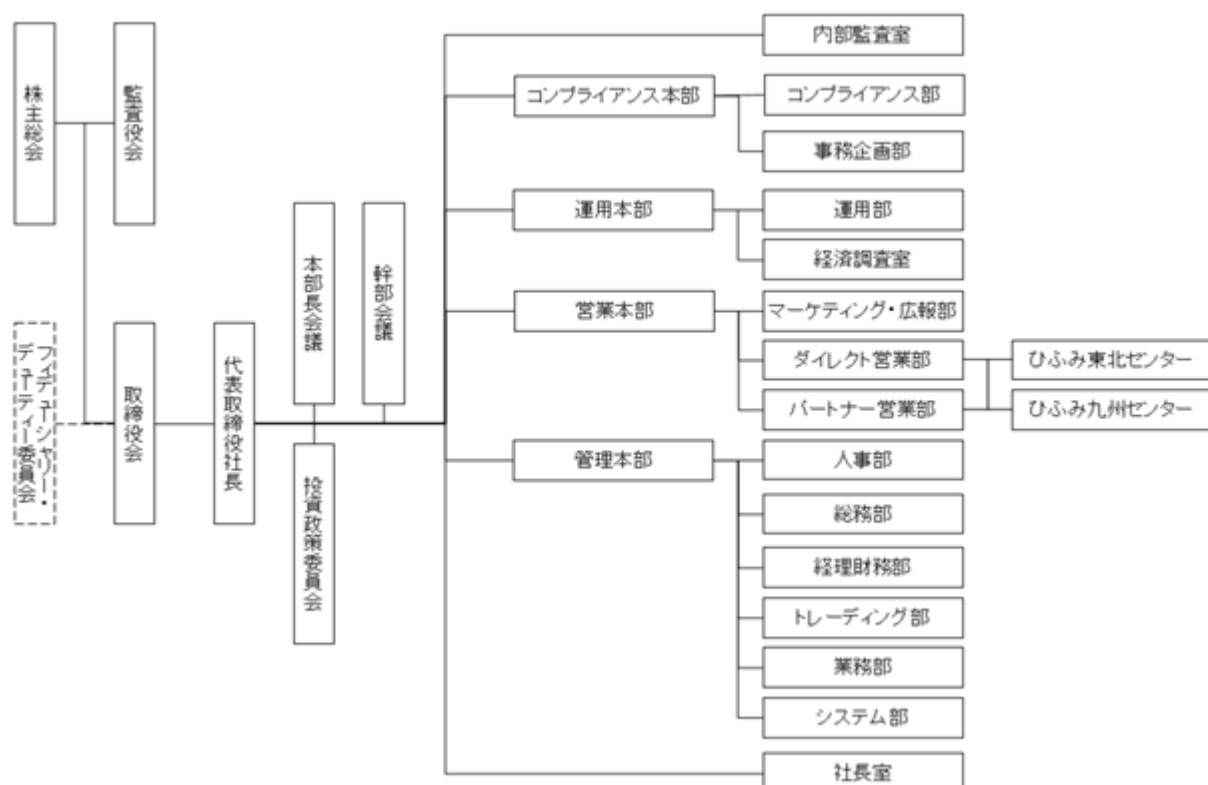 株主総会
監査役会
フィデューシャリー・
デューティー委員会
取締役会
代表取締役社長
本部長会議
投資政策委員会
幹部会議
内部監査室
コンプライアンス本部
コンプライアンス部
事務企画部
運用本部
運用部
経済調査室
営業本部
マーケティング・広報部
ダイレクト営業部
ひふみ東北センター
パートナー営業部
ひふみ九州センター
管理本部
人事部
総務部
経理財務部
トレーディング部
業務部
システム部
社長室